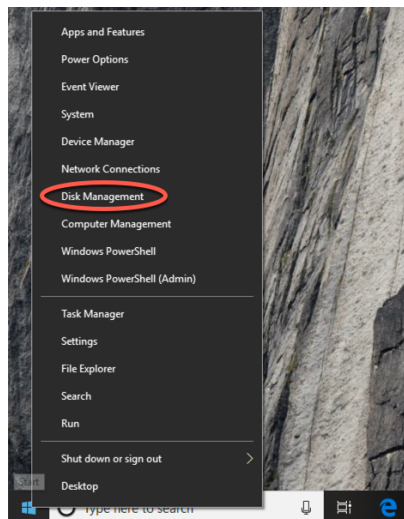 Apps and Features
Power Options
Event Viewer
System
Device Manager
Network Connections
Disk Management
Computer Management
Windows PowerShell
Windows PowerShell (Admin)
Task Manager
Settings
File Explorer
Search
Run
Shut down or sign out
Desktop
Start
Type here to search